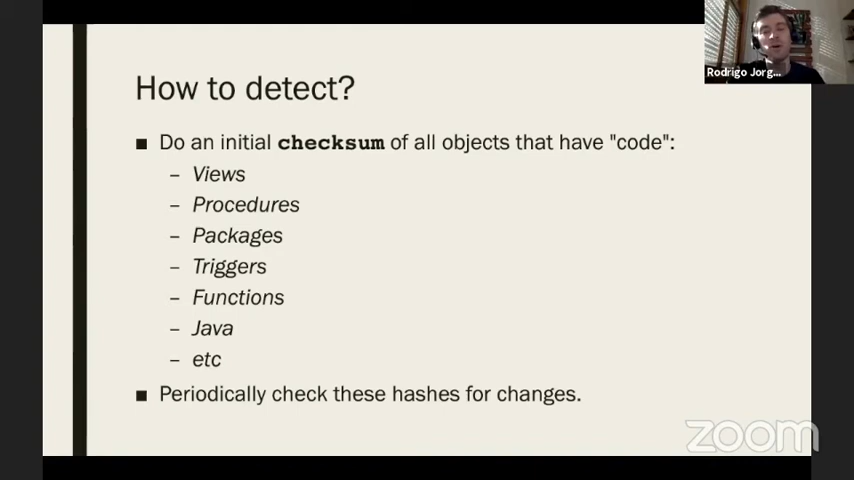 Rodrigo Jorg...
How to detect?
■ Do an initial checksum of all objects that have "code":
– Views
– Procedures
– Packages
– Triggers
– Functions
– Java
– etc
■ Periodically check these hashes for changes.
zoom